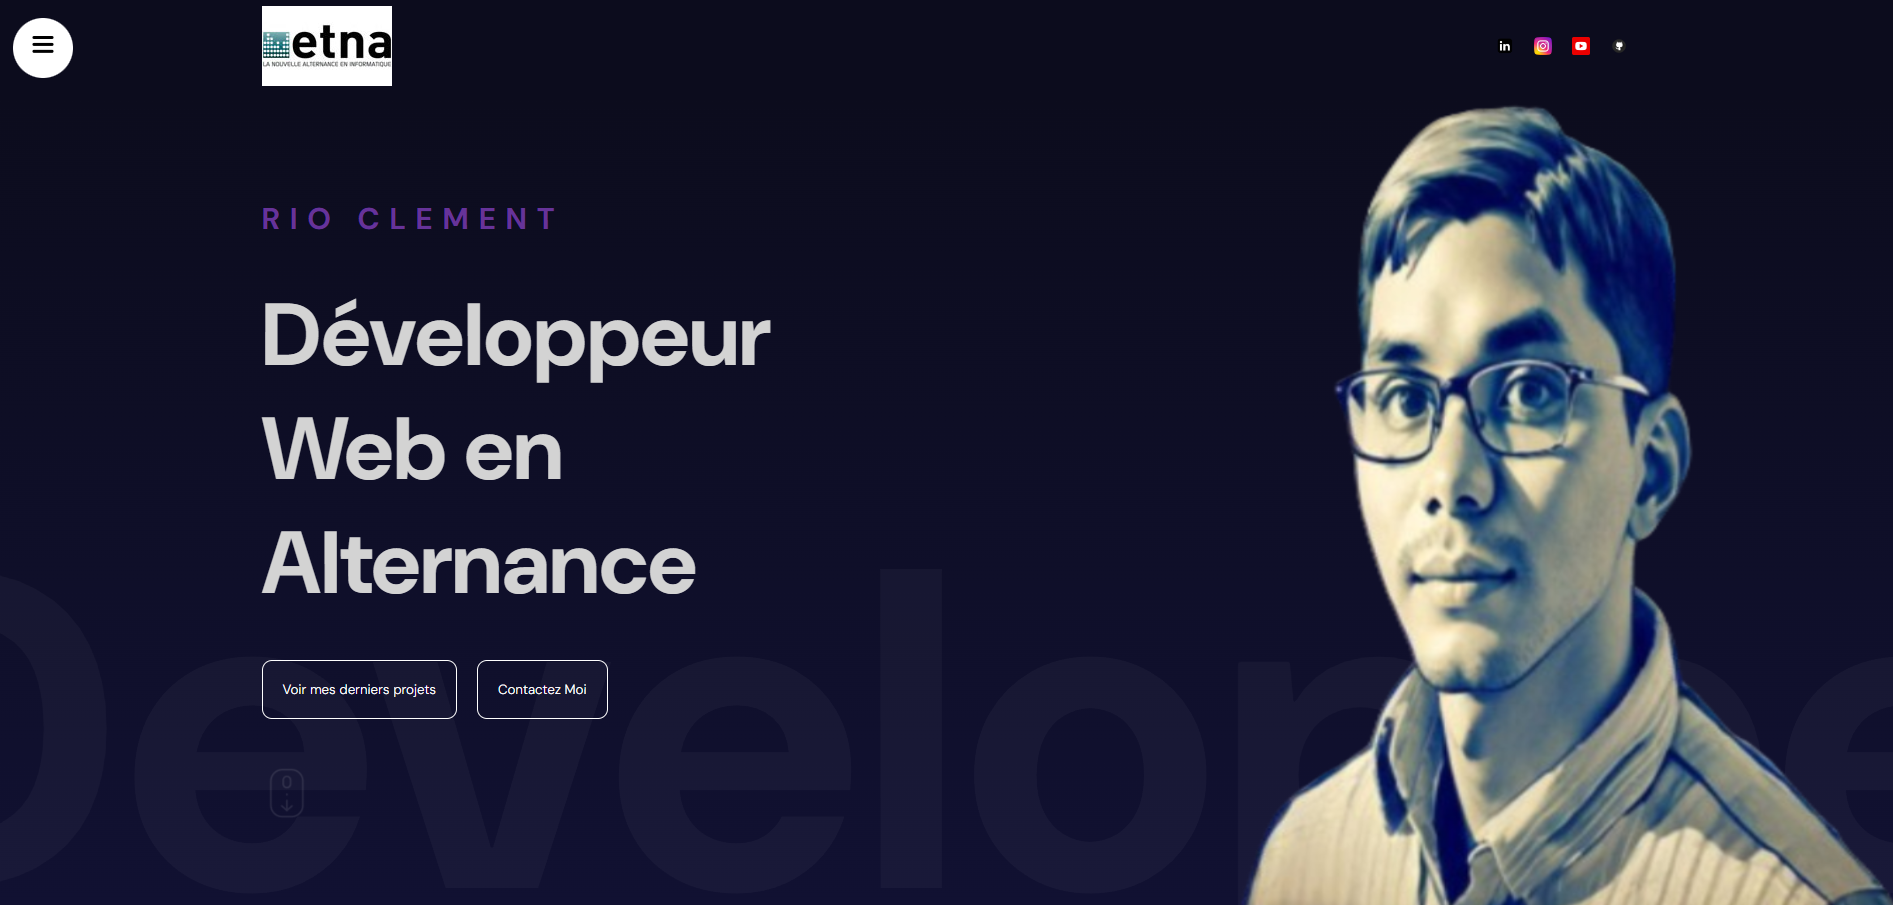 etna
LA NOUVELLE ALTERNANCE EN INFORMATIQUE
in
RIO CLEMENT
Développeur
Web en
Alternance
Voir mes derniers projets
Contactez Moi
Develope